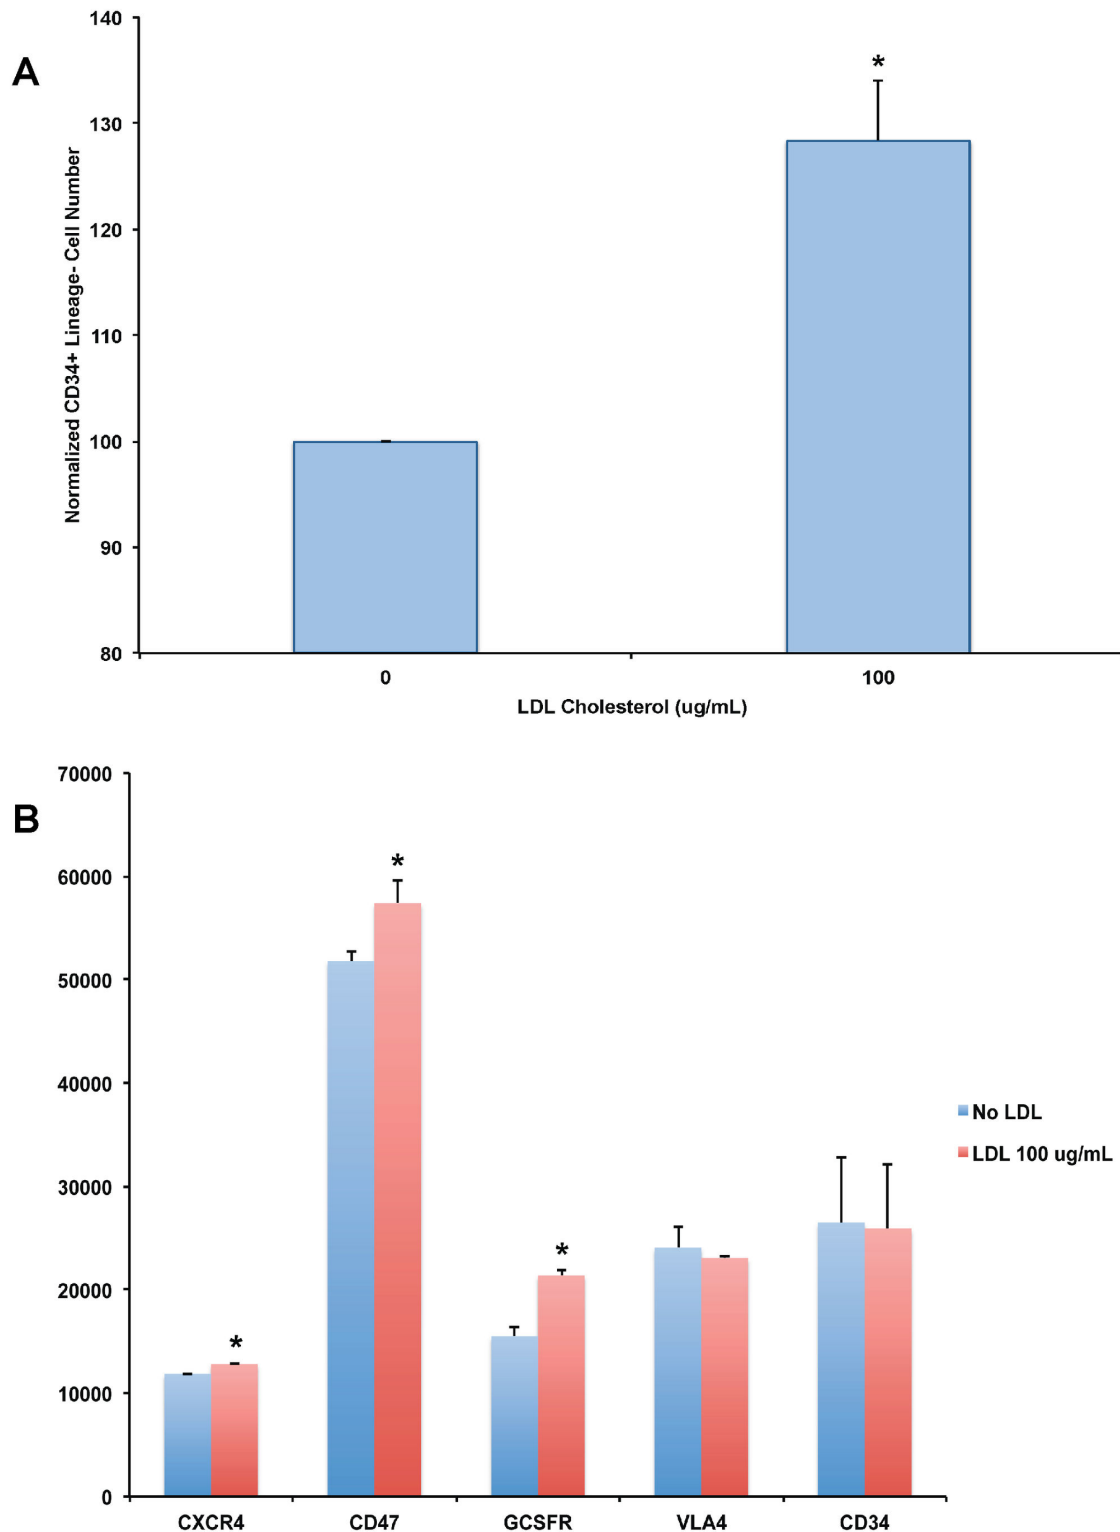 A
Normalized CD34+ Lineage- Cell Number
140
130
120
110
100
90
80
*
0
100
LDL Cholesterol (ug/mL)
B
70000
60000
50000
40000
30000
20000
10000
0
*
*
*
CXCR4
CD47
GCSFR
VLA4
CD34
No LDL
LDL 100 ug/mL